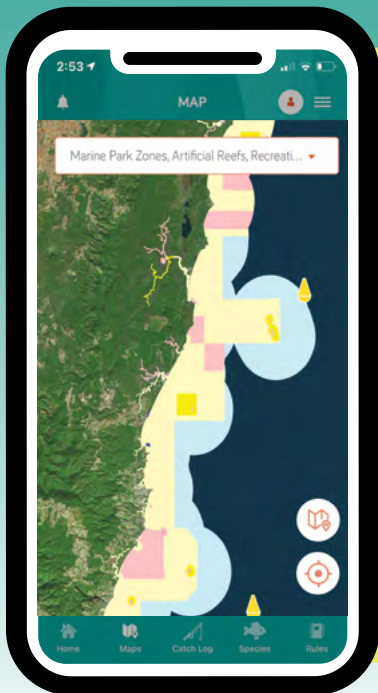 2:53
MAP
Marine Park Zones, Artificial Reefs, Recreati...
Home
Maps
Catch Log
Species
Rules